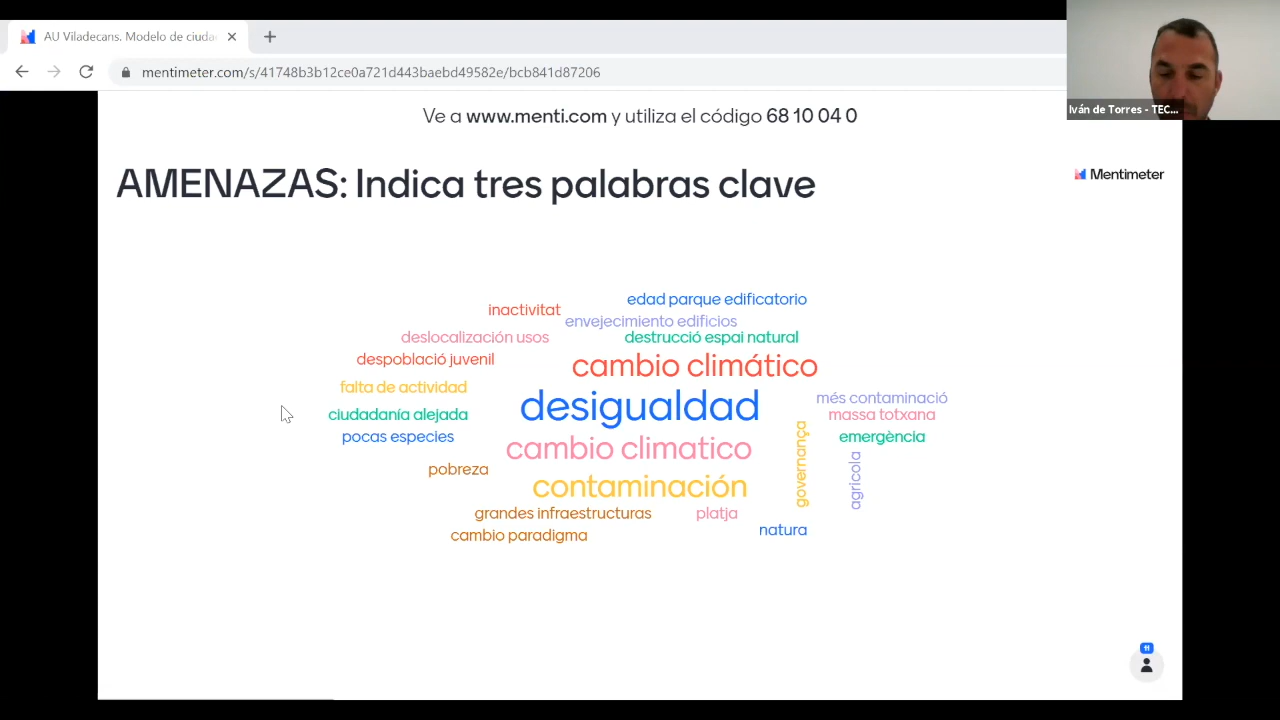 AU Viladecans. Modelo de ciuda
mentimeter.com/s/41748b3b12ce0a721d443baebd49582e/bcb841d87206
Iván de Torres - TEC...
Ve a www.menti.com y utiliza el código 68 10 04 0
AMENAZAS: Indica tres palabras clave
Mentimeter
edad parque edificatorio
inactivitat
envejecimiento edificios
deslocalización usos
destrucció espai natural
despoblació juvenil
cambio climático
falta de actividad
desigualdad
més contaminació
ciudadanía alejada
massa totxana
pocas especies
emergència
cambio climatico
governança
agricola
pobreza
contaminación
grandes infraestructuras
platja
natura
cambio paradigma
11